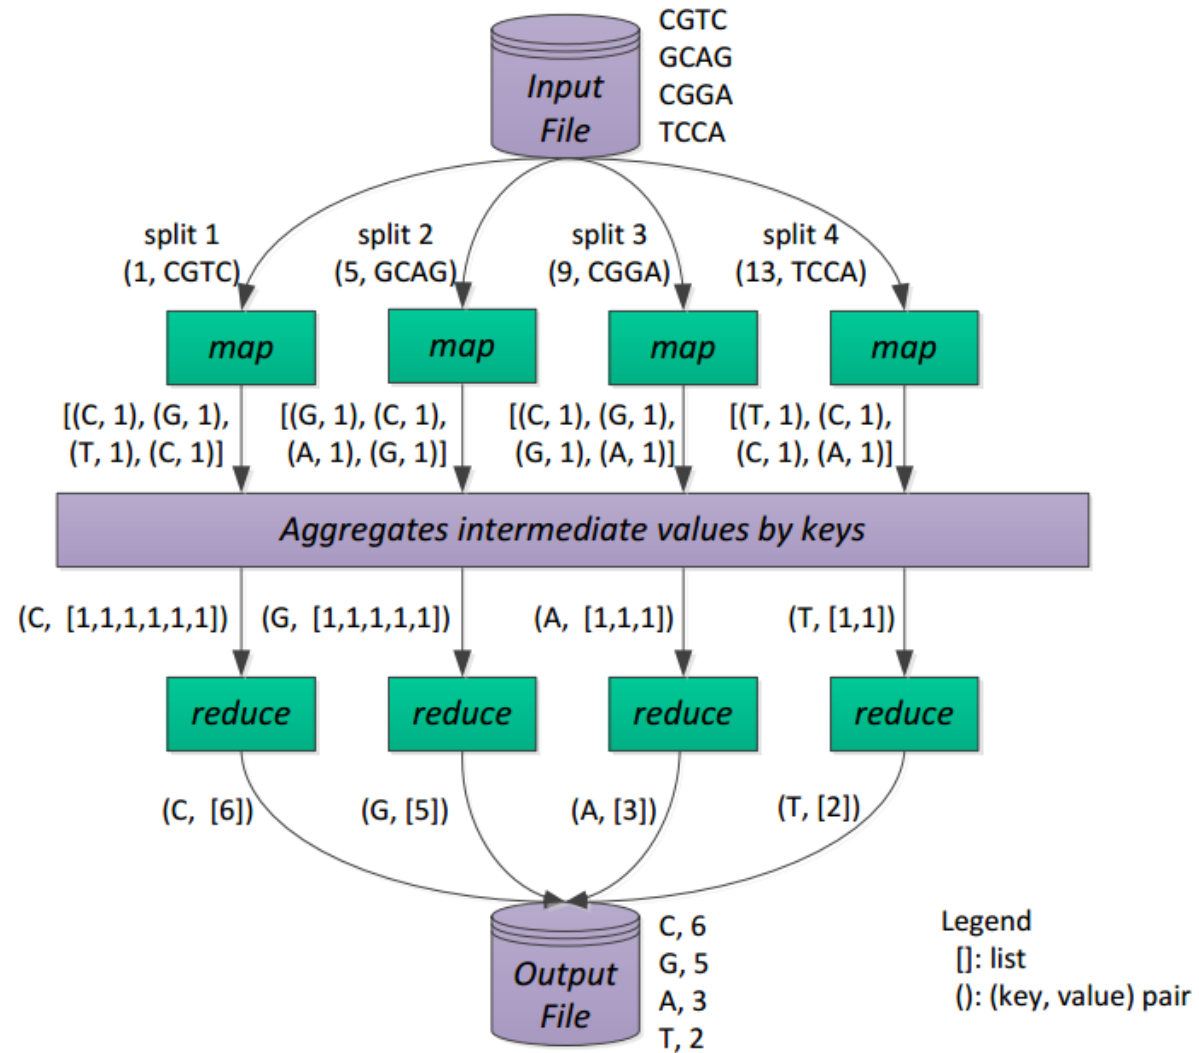 CGTC
GCAG
CGGA
TCCA
Input
File
split 1
(1, CGTC)
split 2
(5, GCAG)
split 3
(9, CGGA)
split 4
(13, TCCA)
map
map
map
map
[(C, 1), (G, 1),
(T, 1), (C, 1)]
[(G, 1), (C, 1),
(A, 1), (G, 1)]
[(C, 1), (G, 1),
(G, 1), (A, 1)]
[(T, 1), (C, 1),
(C, 1), (A, 1)]
Aggregates intermediate values by keys
(C, [1,1,1,1,1,1])
(G, [1,1,1,1,1])
(A, [1,1,1])
(T, [1,1])
reduce
reduce
reduce
reduce
(C, [6])
(G, [5])
(A, [3])
(T, [2])
Output
File
C, 6
G, 5
A, 3
T, 2
Legend
[]: list
(): (key, value) pair